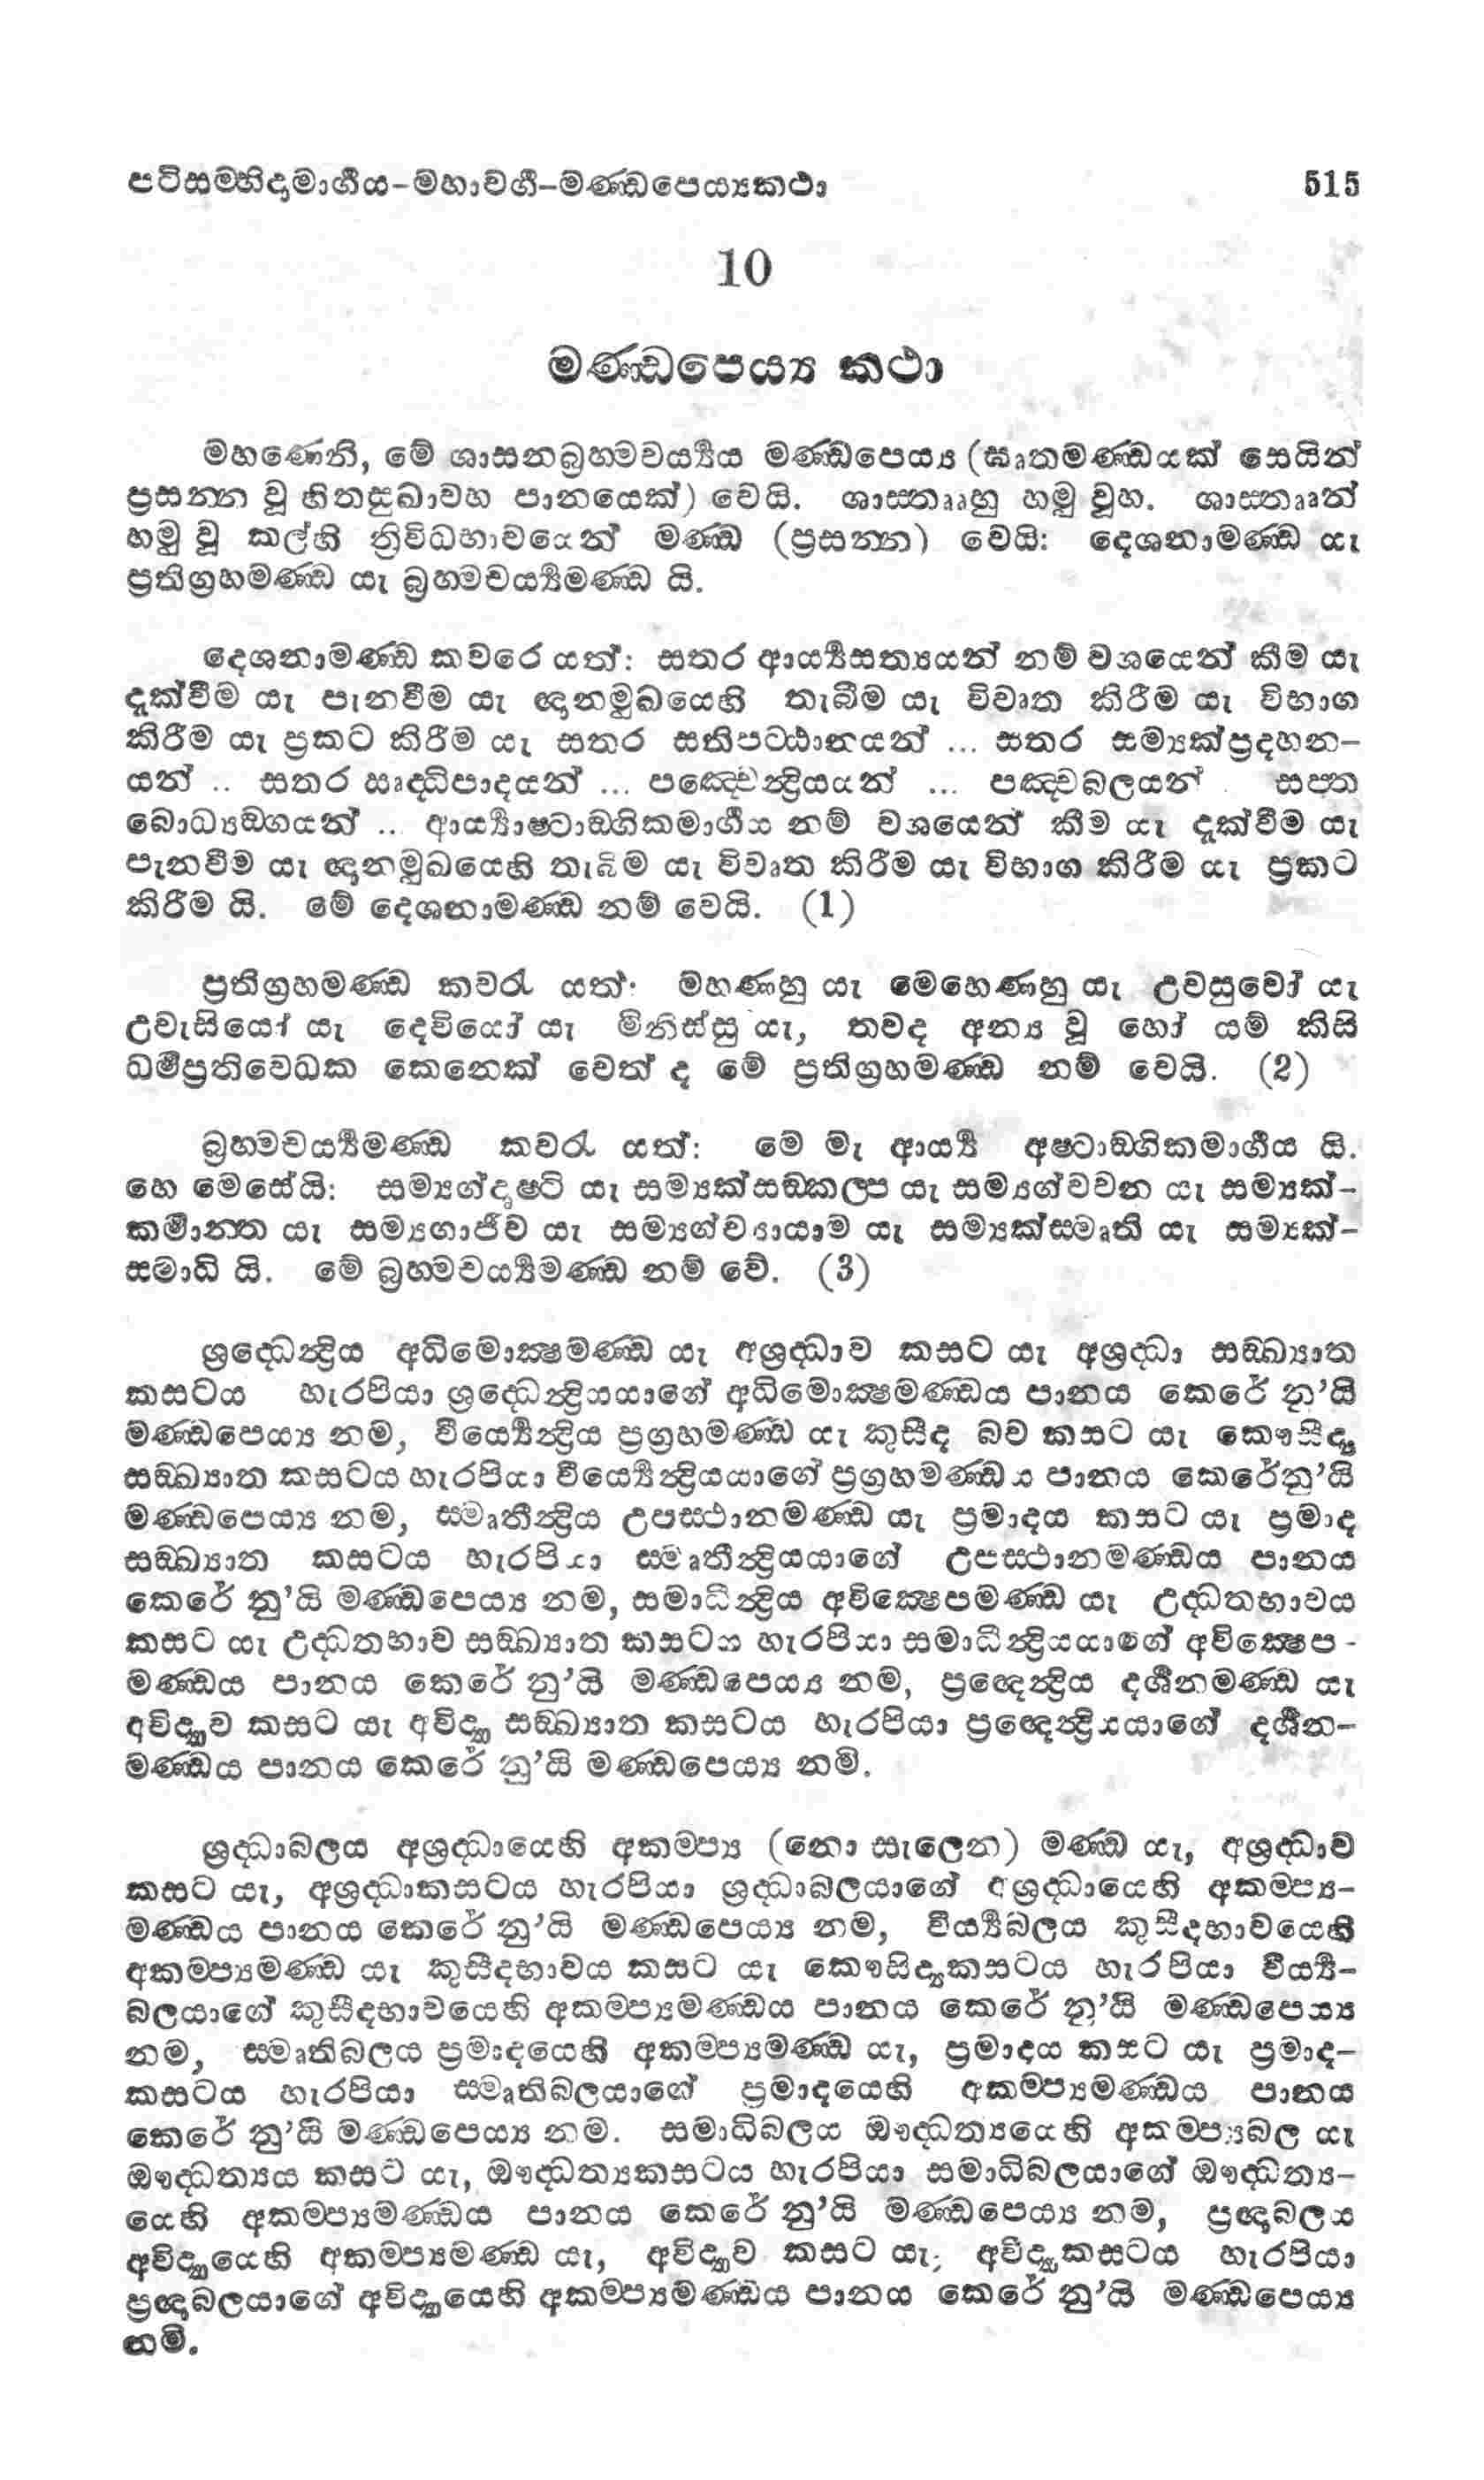 පටිසම්භිදාමාර්ගය-මහාවර්ග-මණ්ඩපෙය්‍යකථා 515
10
මණ්ඩපෙය්‍ය කථා
මහණෙනි, මේ ශාසනබ්‍රහ්මචර්‍ය්‍යය මණ්ඩපෙය්‍ය (ඝෘතමණ්ඩයක් සෙයින්
ප්‍රසන්න වූ හිතසුඛාවහ පානයෙක්) වෙයි. ශාස්තෲහු හමු වූහ. ශාස්තෲන්
හමු වූ කල්හි ත්‍රිවිධභාවයෙන් මණ්ඩ (ප්‍රසන්න) වෙයි: දෙශනාමණ්ඩ යැ
ප්‍රතිග්‍රහමණ්ඩ යැ බ්‍රහ්මචර්‍ය්‍යමණ්ඩ යි.
දෙශනාමණ්ඩ කවරෙ යත්: සතර ආර්‍ය්‍යසත්‍යයන් නම් වශයෙන් කීම යැ
දැක්වීම යැ පැනවීම යැ ඥානමුඛයෙහි තැබීම යැ විවෘත කිරීම යැ විභාග
කිරීම යැ ප්‍රකට කිරීම යැ සතර සතිපට්ඨානයන් ... සතර සම්‍යක්ප්‍රදහන-
යන් .. සතර ඍද්ධිපාදයන් ... පඤ්චෙන්ද්‍රියයන් ... පඤ්චබලයන් . සප්ත
බොධ්‍යඞ්ගයන් .. ආර්‍ය්‍යාෂ්ටාඞ්ගිකමාර්ගය නම් වශයෙන් කීම යැ දැක්වීම යැ
පැනවීම යැ ඥානමුඛයෙහි තැබීම යැ විවෘත කිරීම යැ විභාග කිරීම යැ ප්‍රකට
කිරීම යි. මේ දෙශනාමණ්ඩ නම් වෙයි. (1)
ප්‍රතිග්‍රහමණ්ඩ කවරැ යත්: මහණහු යැ මෙහෙණහු යැ උවසුවෝ යැ
උවැසියෝ යැ දෙවියෝ යැ මිනිස්සු යැ, තවද අන්‍ය වූ හෝ යම් කිසි
ධර්මප්‍රතිවෙධක කෙනෙක් වෙත් ද මේ ප්‍රතිග්‍රහමණ්ඩ නම් වෙයි. (2)
බ්‍රහ්මචර්‍ය්‍යමණ්ඩ කවරැ යත්: මෙ මැ ආර්‍ය්‍ය අෂ්ටාඞ්ගිකමාර්ගය යි.
හෙ මෙසේයි: සම්‍යග්දෘෂ්ටි යැ සම්‍යක්සඞ්කල්ප යැ සම්‍යග්වචන යැ සම්‍යක්-
කර්මාන්ත යැ සම්‍යගාජීව යැ සම්‍යග්ව්‍යායාම යැ සම්‍යක්ස්මෘති යැ සම්‍යක්-
සමාධි යි. මේ බ්‍රහ්මචර්‍ය්‍යමණ්ඩ නම් වේ. (3)
ශ්‍රද්ධෙන්ද්‍රිය අධිමොක්ෂමණ්ඩ යැ අශ්‍රද්ධාව කසට යැ අශ්‍රද්ධා සඞ්ඛ්‍යාත
කසටය හැරපියා ශ්‍රද්ධෙන්ද්‍රියයාගේ අධිමොක්ෂමණ්ඩය පානය කෙරේ නු’යි
මණ්ඩපෙය්‍ය නම, වීර්‍ය්‍යෙන්ද්‍රිය ප්‍රග්‍රහමණ්ඩ යැ කුසීද බව කසට යැ කෞසීද්‍ය
සඞ්ඛ්‍යාත කසටය හැරපියා වීර්‍ය්‍යෙන්ද්‍රියයාගේ ප්‍රග්‍රහමණ්ඩය පානය කෙරේනු’යි
මණ්ඩපෙය්‍ය නම, ස්මෘතීන්ද්‍රිය උපස්ථානමණ්ඩ යැ ප්‍රමාදය කසට යැ ප්‍රමාද
සඞ්ඛ්‍යාත කසටය හැරපියා ස්මෘතීන්ද්‍රියයාගේ උපස්ථානමණ්ඩය පානය
කෙරේ නු’යි මණ්ඩපෙය්‍ය නම, සමාධීන්ද්‍රිය අවික්ෂෙපමණ්ඩ යැ උද්ධතභාවය
කසට යැ උද්ධතභාව සඞ්ඛ්‍යාත කසටය හැරපියා සමාධීන්ද්‍රියයාගේ අවික්ෂෙප-
මණ්ඩය පානය කෙරේ නු’යි මණ්ඩපෙය්‍ය නම, ප්‍රඥෙන්ද්‍රිය දර්ශනමණ්ඩ යැ
අවිද්‍යාව කසට යැ අවිද්‍යා සඞ්ඛ්‍යාත කසටය හැරපියා ප්‍රඥෙන්ද්‍රියයාගේ දර්ශන-
මණ්ඩය පානය කෙරේ නු’යි මණ්ඩපෙය්‍ය නමි.
ශ්‍රද්ධාබලය අශ්‍රද්ධායෙහි අකම්ප්‍ය (නො සැලෙන) මණ්ඩ යැ, අශ්‍රද්ධාව
කසට යැ, අශ්‍රද්ධාකසටය හැරපියා ශ්‍රද්ධාබලයාගේ අශ්‍රද්ධායෙහි අකම්ප්‍ය-
මණ්ඩය පානය කෙරේ නු’යි මණ්ඩපෙය්‍ය නම, වීර්‍ය්‍යබලය කුසීදභාවයෙහි
අකම්ප්‍යමණ්ඩ යැ කුසීදභාවය කසට යැ කෞසිද්‍යකසටය හැරපියා වීර්‍ය්‍ය-
බලයාගේ කුසීදභාවයෙහි අකම්ප්‍යමණ්ඩය පානය කෙරේ නු’යි මණ්ඩපෙය්‍ය
නම, ස්මෘතිබලය ප්‍රමාදයෙහි අකම්ප්‍යමණ්ඩ යැ, ප්‍රමාදය කසට යැ ප්‍රමාද-
කසටය හැරපියා ස්මෘතිබලයාගේ ප්‍රමාදයෙහි අකම්ප්‍යමණ්ඩය පානය
කෙරේ නු’යි මණ්ඩපෙය්‍ය නම. සමාධිබලය ඖද්ධත්‍යයෙහි අකම්ප්‍යබල යැ
ඖද්ධත්‍යය කසට යැ, ඖද්ධත්‍යකසටය හැරපියා සමාධිබලයාගේ ඖද්ධත්‍ය-
යෙහි අකම්ප්‍යමණ්ඩය පානය කෙරේ නු’යි මණ්ඩපෙය්‍ය නම, ප්‍රඥාබලය
අවිද්‍යායෙහි අකම්ප්‍යමණ්ඩ යැ, අවිද්‍යාව කසට යැ, අවිද්‍යාකසටය හැරපියා
ප්‍රඥාබලයාගේ අවිද්‍යායෙහි අකම්ප්‍යමණ්ඩය පානය කෙරේ නු’යි මණ්ඩපෙය්‍ය
නමි.